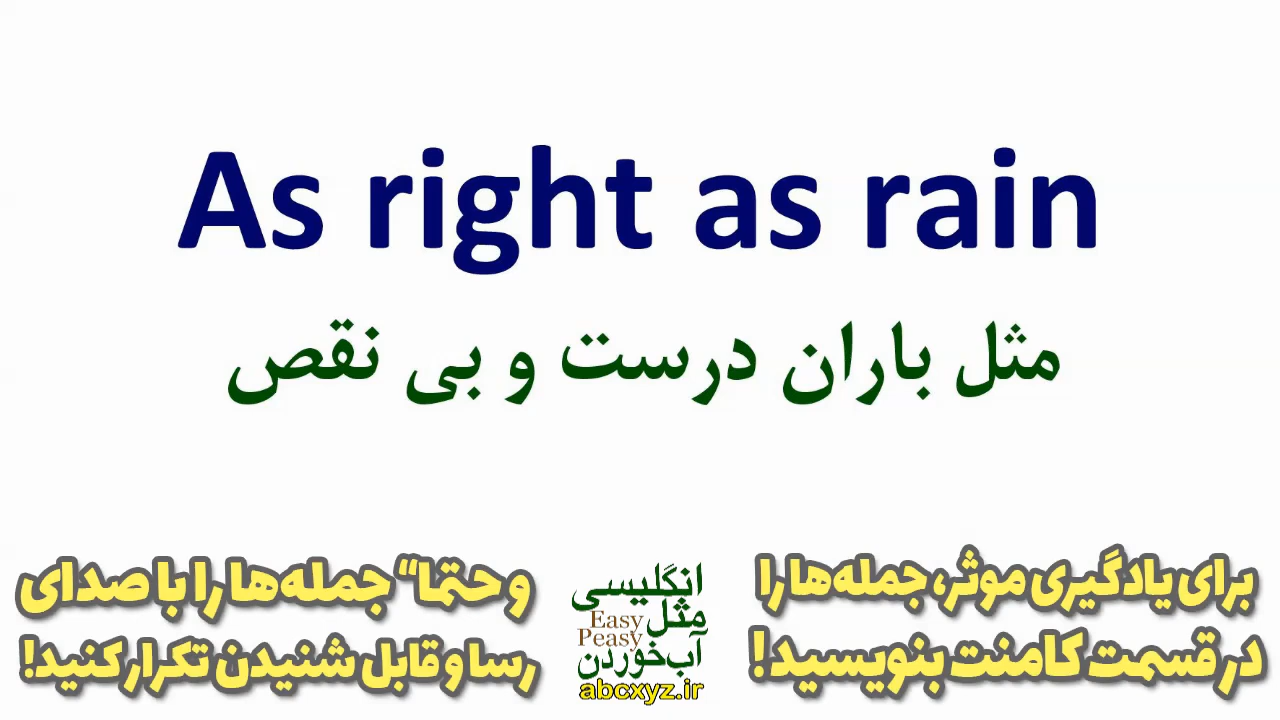 As right as rain
مثل باران درست و بی نقص
برای یادگیری موثر، جمله‌ها را
در قسمت کامنت بنویسید!
و حتما“ جمله‌ها را با صدای
رسا و قابل شنیدن تکرار کنید!
انگلیسی
مثل
Easy
Peasy
آب خوردن
abcxyz.ir